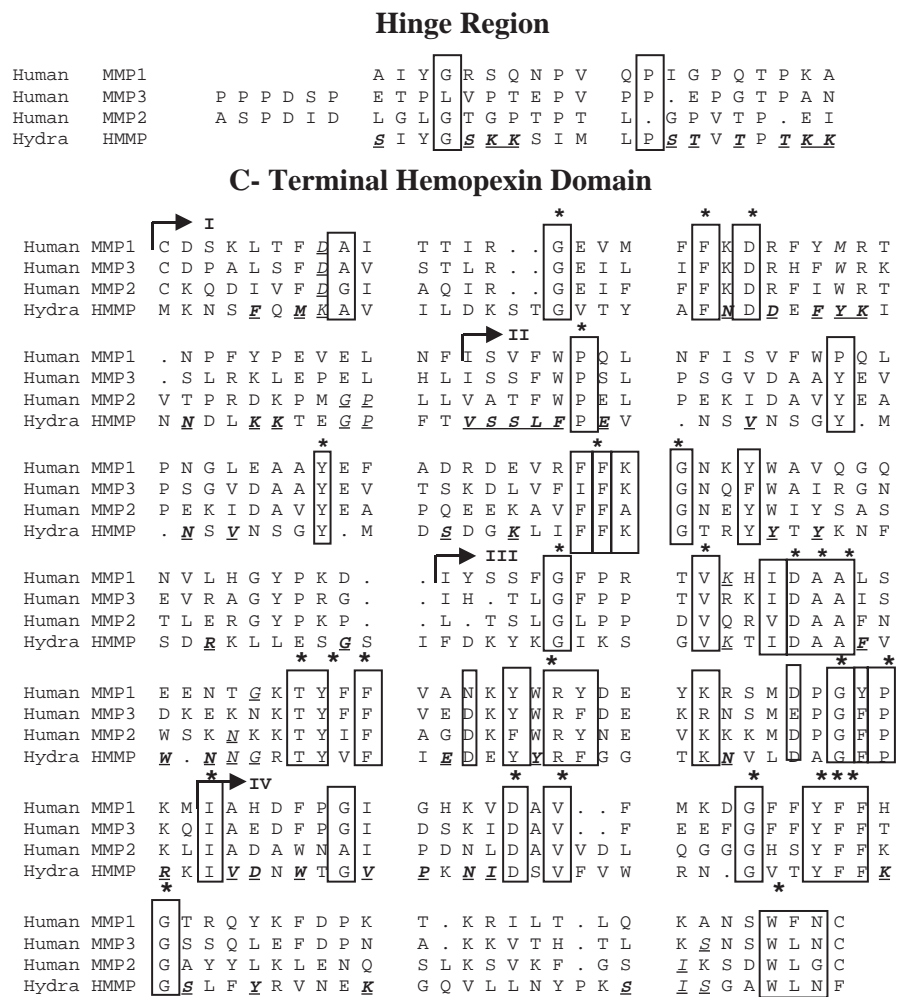 Hinge Region
Human MMP1 A I Y G R S Q N P V Q P I G P Q T P K A
Human MMP3 P P P D S P E T P L V P T E P V P P . E P G T P A N
Human MMP2 A S P D I D L G L G T G P T P T L . G P V T P . E I
Hydra HMMP S I Y G S K K S I M L P S T V T P T K K
C- Terminal Hemopexin Domain
I * * *
Human MMP1 C D S K L T F D A I T T I R . . G E V M F F K D R F Y M R T
Human MMP3 C D P A L S F D A V S T L R . . G E I L I F K D R H F W R K
Human MMP2 C K Q D I V F D G I A Q I R . . G E I F F F K D R F I W R T
Hydra HMMP M K N S F Q M K A V I L D K S T G V T Y A F N D D E F Y K I
II *
Human MMP1 . N P F Y P E V E L N F I S V F W P Q L N F I S V F W P Q L
Human MMP3 . S L R K L E P E L H L I S S F W P S L P S G V D A A Y E V
Human MMP2 V T P R D K P M G P L L V A T F W P E L P E K I D A V Y E A
Hydra HMMP N N D L K K T E G P F T V S S L F P E V . N S V N S G Y . M
* * *
Human MMP1 P N G L E A A Y E F A D R D E V R F F K G N K Y W A V Q G Q
Human MMP3 P S G V D A A Y E V T S K D L V F I F K G N Q F W A I R G N
Human MMP2 P E K I D A V Y E A P Q E E K A V F F A G N E Y W I Y S A S
Hydra HMMP . N S V N S G Y . M D S D G K L I F F K G T R Y Y T Y K N F
III * * * * *
Human MMP1 N V L H G Y P K D . . I Y S S F G F P R T V K H I D A A L S
Human MMP3 E V R A G Y P R G . . I H . T L G F P P T V R K I D A A I S
Human MMP2 T L E R G Y P K P . . L . T S L G L P P D V Q R V D A A F N
Hydra HMMP S D R K L L E S G S I F D K Y K G I K S G V K T I D A A F V
* * * * * *
Human MMP1 E E N T G K T Y F F V A N K Y W R Y D E Y K R S M D P G Y P
Human MMP3 D K E K N K T Y F F V E D K Y W R F D E K R N S M E P G F P
Human MMP2 W S K N K K T Y I F A G D K F W R Y N E V K K K M D P G F P
Hydra HMMP W . N N G R T Y V F I E D E Y Y R F G G T K N V L D A G F P
* IV * * * * * *
Human MMP1 K M I A H D F P G I G H K V D A V . . F M K D G F F Y F F H
Human MMP3 K Q I A E D F P G I D S K I D A V . . F E E F G F F Y F F T
Human MMP2 K L I A D A W N A I P D N L D A V V D L Q G G G H S Y F F K
Hydra HMMP R K I V D N W T G V P K N I D S V F V W R N . G V T Y F F K
* *
Human MMP1 G T R Q Y K F D P K T . K R I L T . L Q K A N S W F N C
Human MMP3 G S S Q L E F D P N A . K K V T H . T L K S N S W L N C
Human MMP2 G A Y Y L K L E N Q S L K S V K F . G S I K S D W L G C
Hydra HMMP G S L F Y R V N E K G Q V L L N Y P K S I S G A W L N F